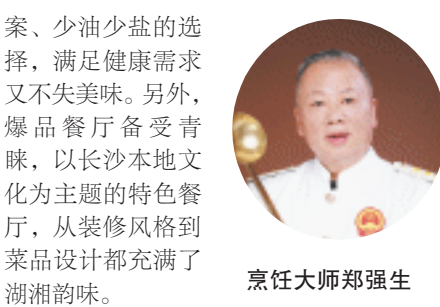 案、少油少盐的选
择，满足健康需求
又不失美味。另外，
爆品餐厅备受青
睐，以长沙本地文
化为主题的特色餐
厅，从装修风格到
菜品设计都充满了
湖湘韵味。
烹饪大师郑强生